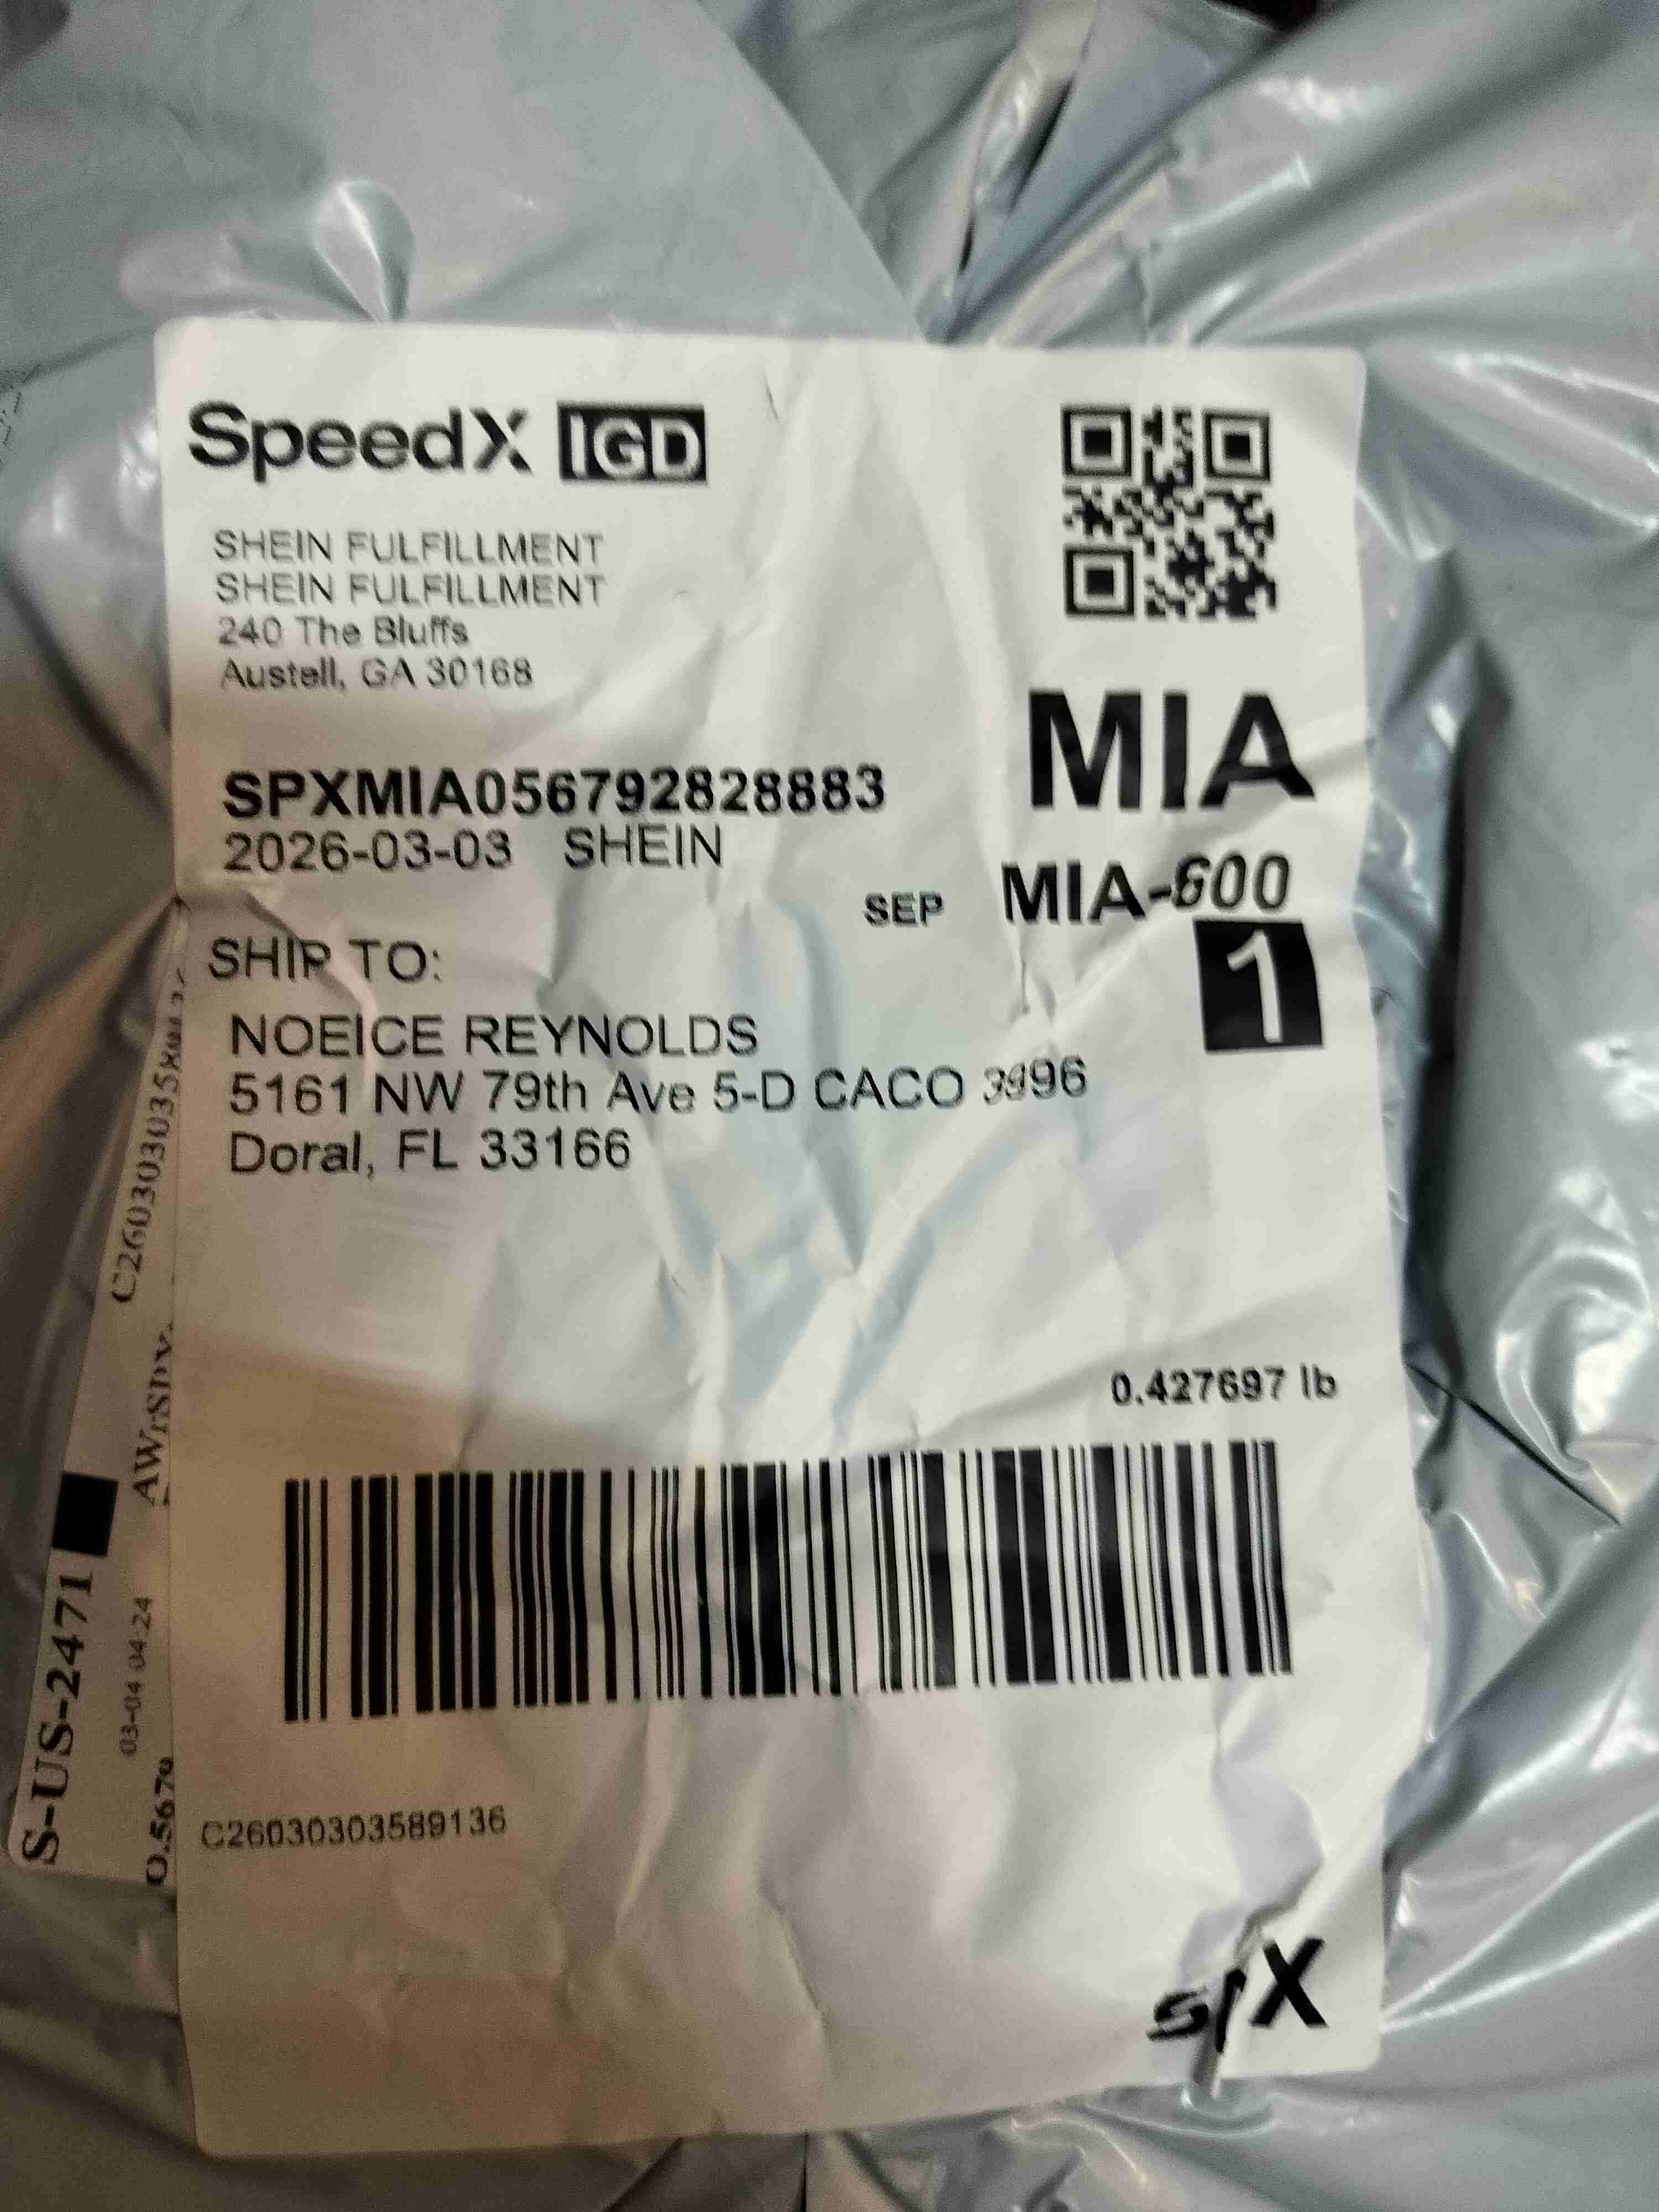 SpeedX IGD
SHEIN FULFILLMENT
SHEIN FULFILLMENT
240 The Bluffs
Austell, GA 30168
MIA
SPXMIA056792828883
2026-03-03 SHEIN
SEP MIA-600
1
SHIP TO:
NOEICE REYNOLDS
5161 NW 79th Ave 5-D CACO 3996
Doral, FL 33166
0.427697 lb
C26030303589136
S-US-2471
03-04 04:24